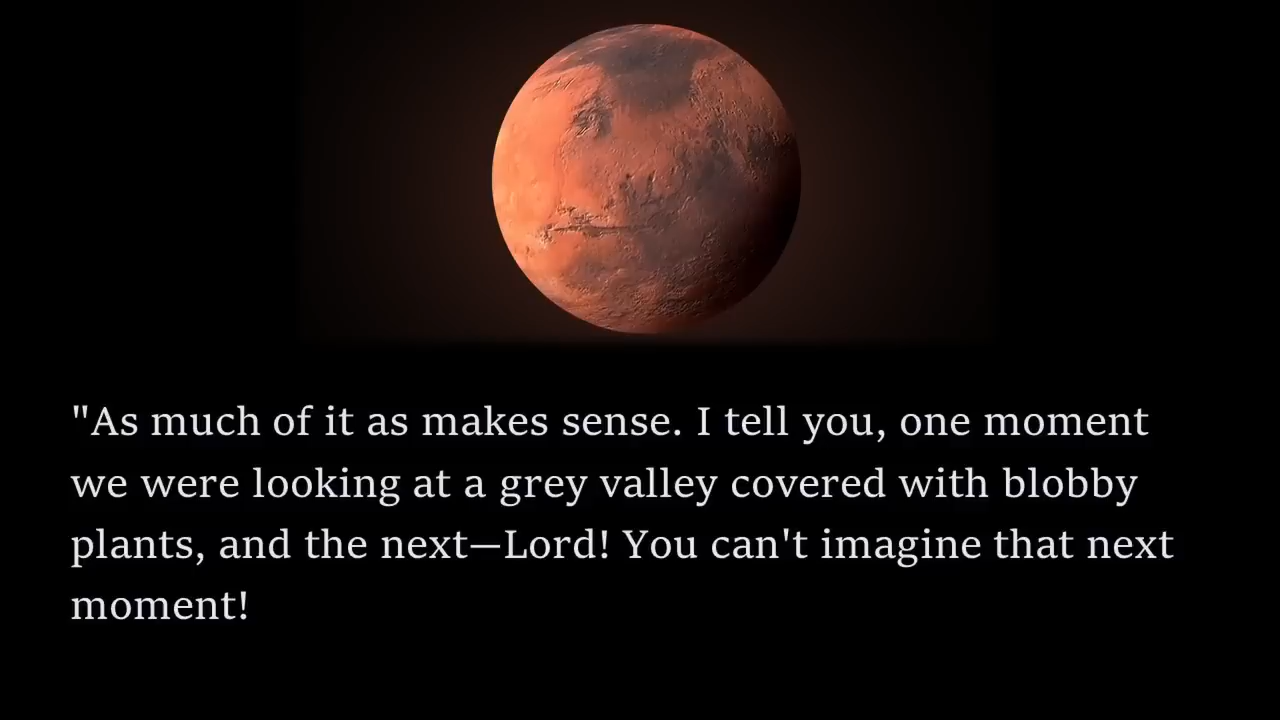 "As much of it as makes sense. I tell you, one moment
we were looking at a grey valley covered with blobby
plants, and the next—Lord! You can't imagine that next
moment!